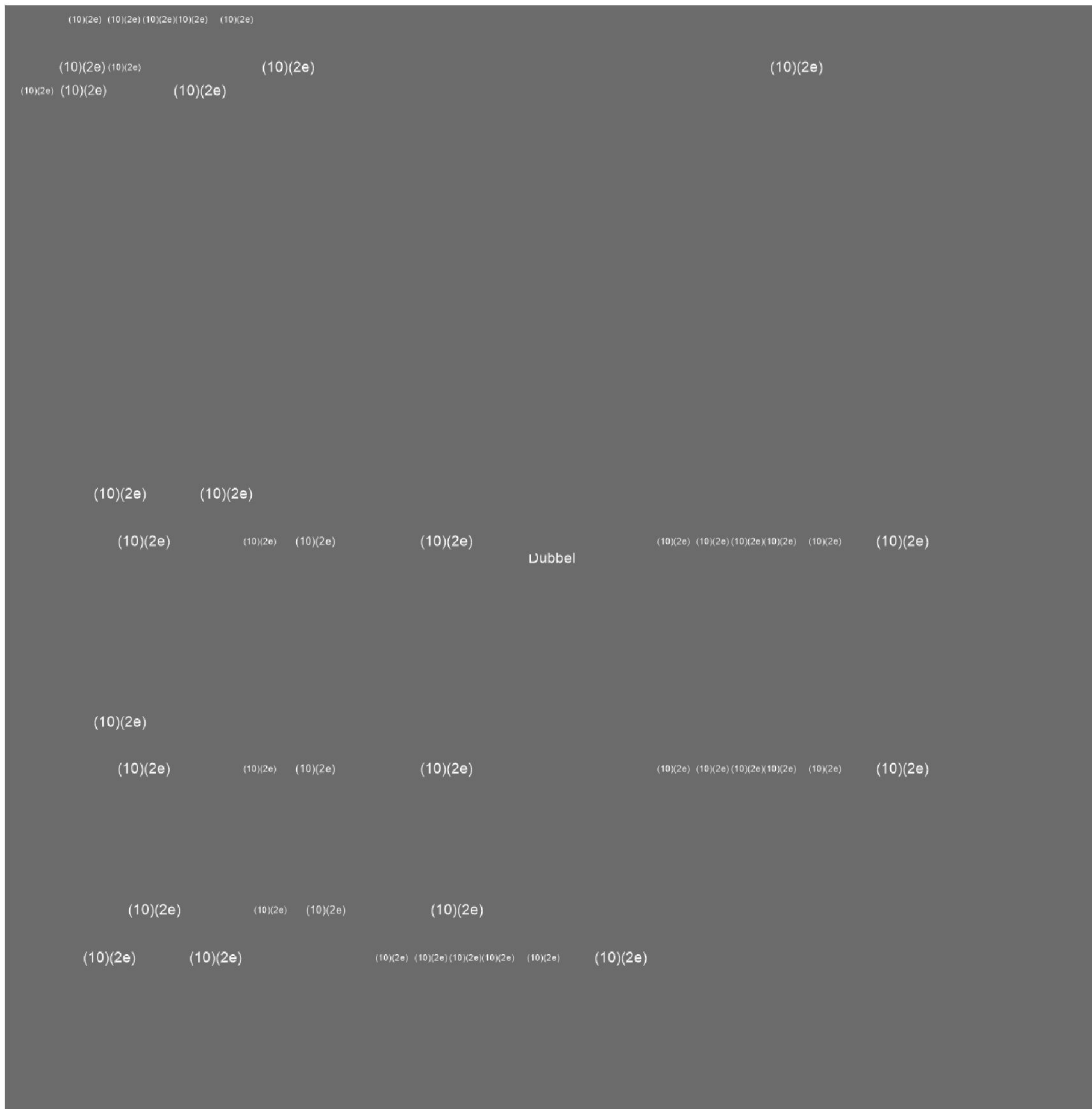 (10)(2e) (10)(2e) (10)(2e)(10)(2e) (10)(2e)
(10)(2e) (10)(2e) (10)(2e) (10)(2e)
(10)(2e) (10)(2e) (10)(2e)
(10)(2e) (10)(2e)
(10)(2e) (10)(2e) (10)(2e) (10)(2e) (10)(2e) (10)(2e) (10)(2e)(10)(2e) (10)(2e) (10)(2e)
Dubbel
(10)(2e)
(10)(2e) (10)(2e) (10)(2e) (10)(2e) (10)(2e) (10)(2e) (10)(2e)(10)(2e) (10)(2e) (10)(2e)
(10)(2e) (10)(2e) (10)(2e) (10)(2e)
(10)(2e) (10)(2e) (10)(2e) (10)(2e) (10)(2e)(10)(2e) (10)(2e) (10)(2e)